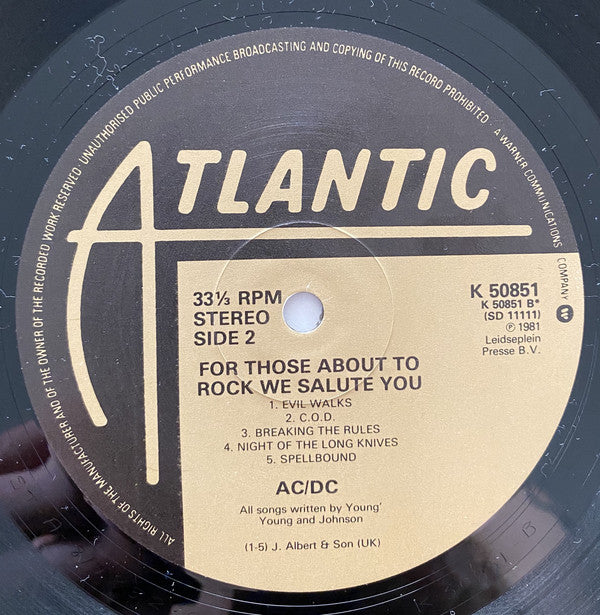 ALL RIGHTS OF THE MANUFACTURER AND OF THE OWNER OF THE RECORDED WORK RESERVED · UNAUTHORISED PUBLIC PERFORMANCE BROADCASTING AND COPYING OF THIS RECORD PROHIBITED · A WARNER COMMUNICATIONS COMPANY
ATLANTIC
33⅓ RPM
STEREO
SIDE 2
K 50851
K 50851 B*
(SD 11111)
℗ 1981
Leidseplein
Presse B.V.
FOR THOSE ABOUT TO
ROCK WE SALUTE YOU
1. EVIL WALKS
2. C.O.D.
3. BREAKING THE RULES
4. NIGHT OF THE LONG KNIVES
5. SPELLBOUND
AC/DC
All songs written by Young'
Young and Johnson
(1-5) J. Albert & Son (UK)